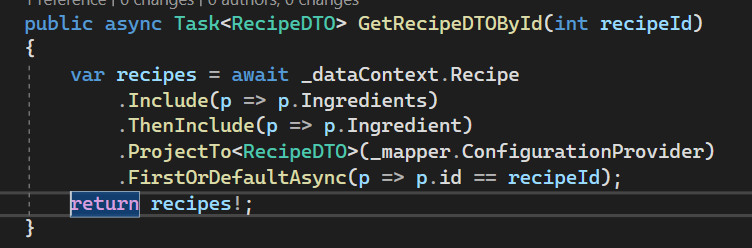 1 reference | 0 changes | 0 authors, 0 changes
public async Task<RecipeDTO> GetRecipeDTOById(int recipeId)
{
var recipes = await _dataContext.Recipe
.Include(p => p.Ingredients)
.ThenInclude(p => p.Ingredient)
.ProjectTo<RecipeDTO>(_mapper.ConfigurationProvider)
.FirstOrDefaultAsync(p => p.id == recipeId);
return recipes!;
}